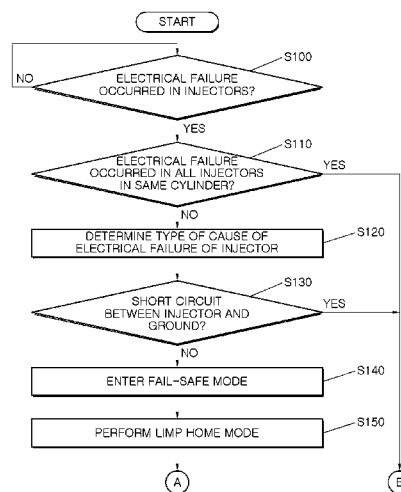 START
S100
ELECTRICAL FAILURE
OCCURRED IN INJECTORS?
NO
YES
S110
ELECTRICAL FAILURE
OCCURRED IN ALL INJECTORS
IN SAME CYLINDER?
YES
NO
S120
DETERMINE TYPE OF CAUSE OF
ELECTRICAL FAILURE OF INJECTOR
S130
SHORT CIRCUIT
BETWEEN INJECTOR AND
GROUND?
YES
NO
S140
ENTER FAIL-SAFE MODE
S150
PERFORM LIMP HOME MODE
A